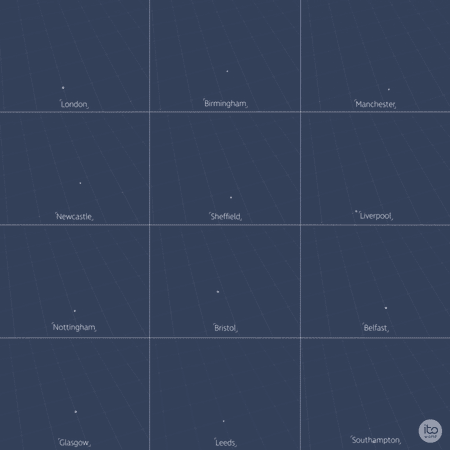 London
Birmingham
Manchester
Newcastle
Sheffield
Liverpool
Nottingham
Bristol
Belfast
Glasgow
Leeds
Southampton
ito